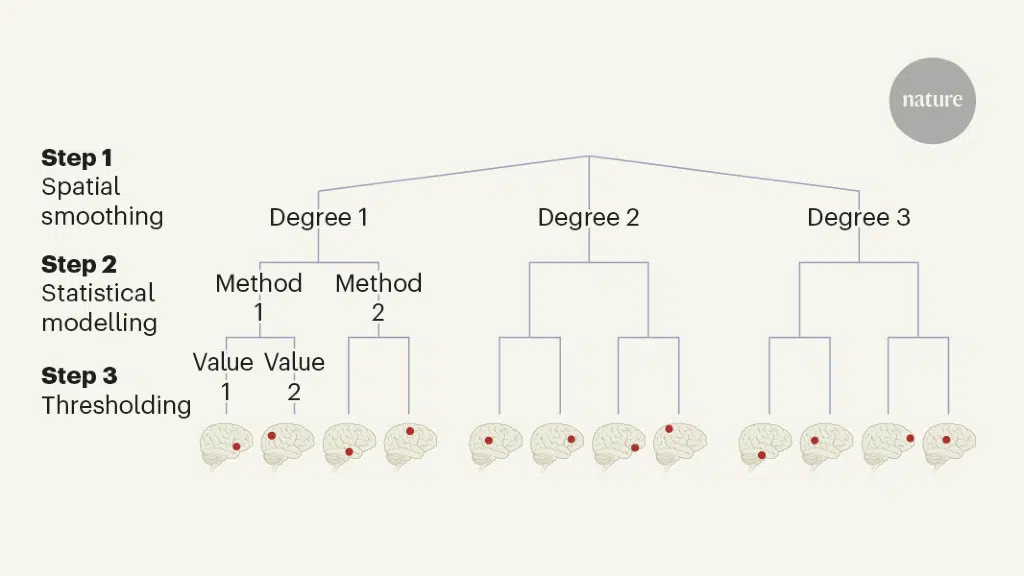 nature
Step 1
Spatial
smoothing
Degree 1
Degree 2
Degree 3
Step 2
Statistical
modelling
Method
1
Method
2
Step 3
Thresholding
Value
1
Value
2